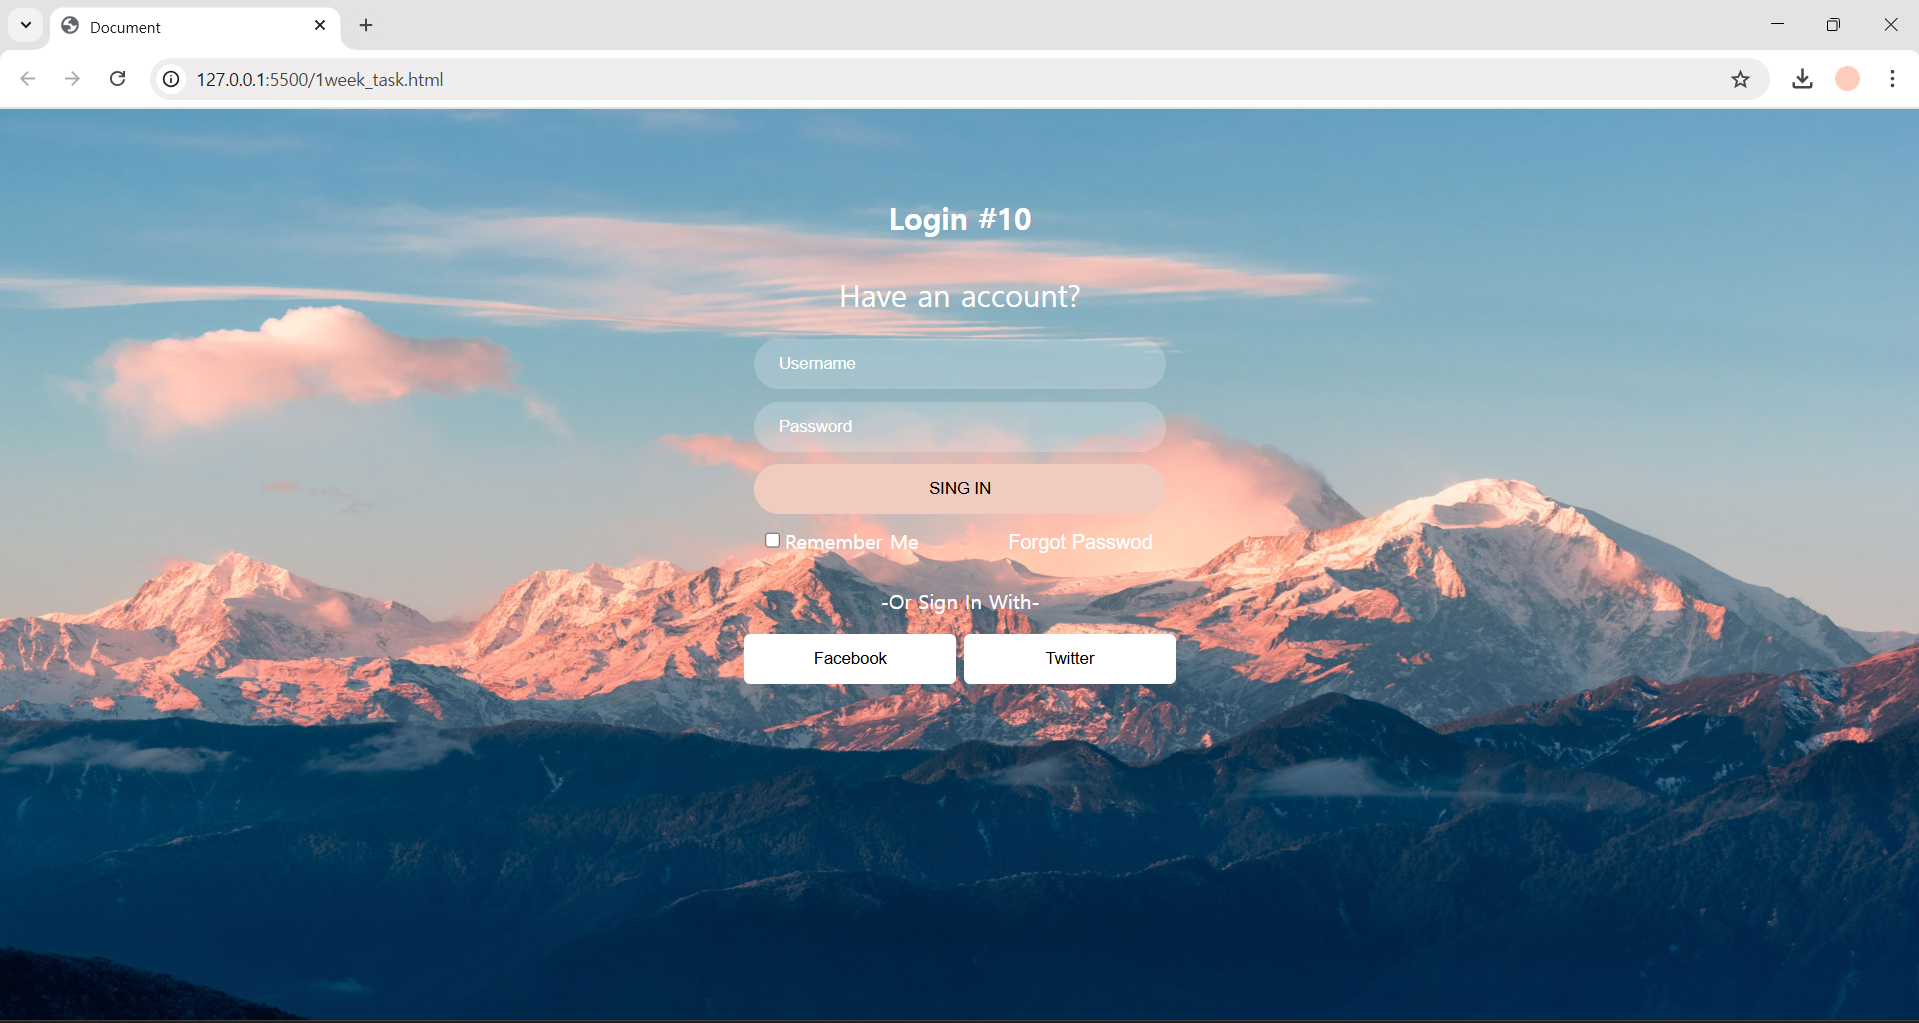 Document
127.0.0.1:5500/1week_task.html
Login #10
Have an account?
Username
Password
SING IN
Remember Me Forgot Passwod
-Or Sign In With-
Facebook Twitter